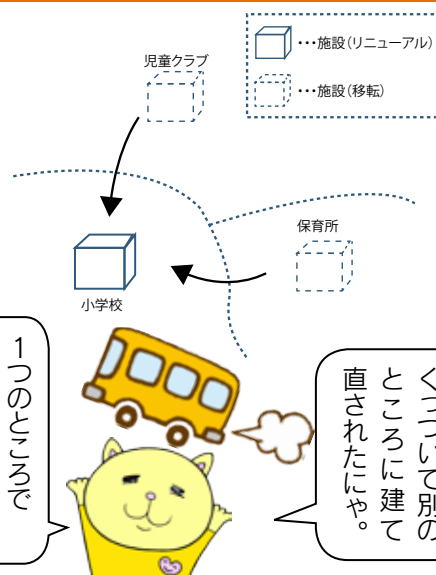 児童クラブ
･･･施設（リニューアル）
･･･施設（移転）
保育所
小学校
くっついて別の
ところに建て
直されたにゃ。
1つのところで